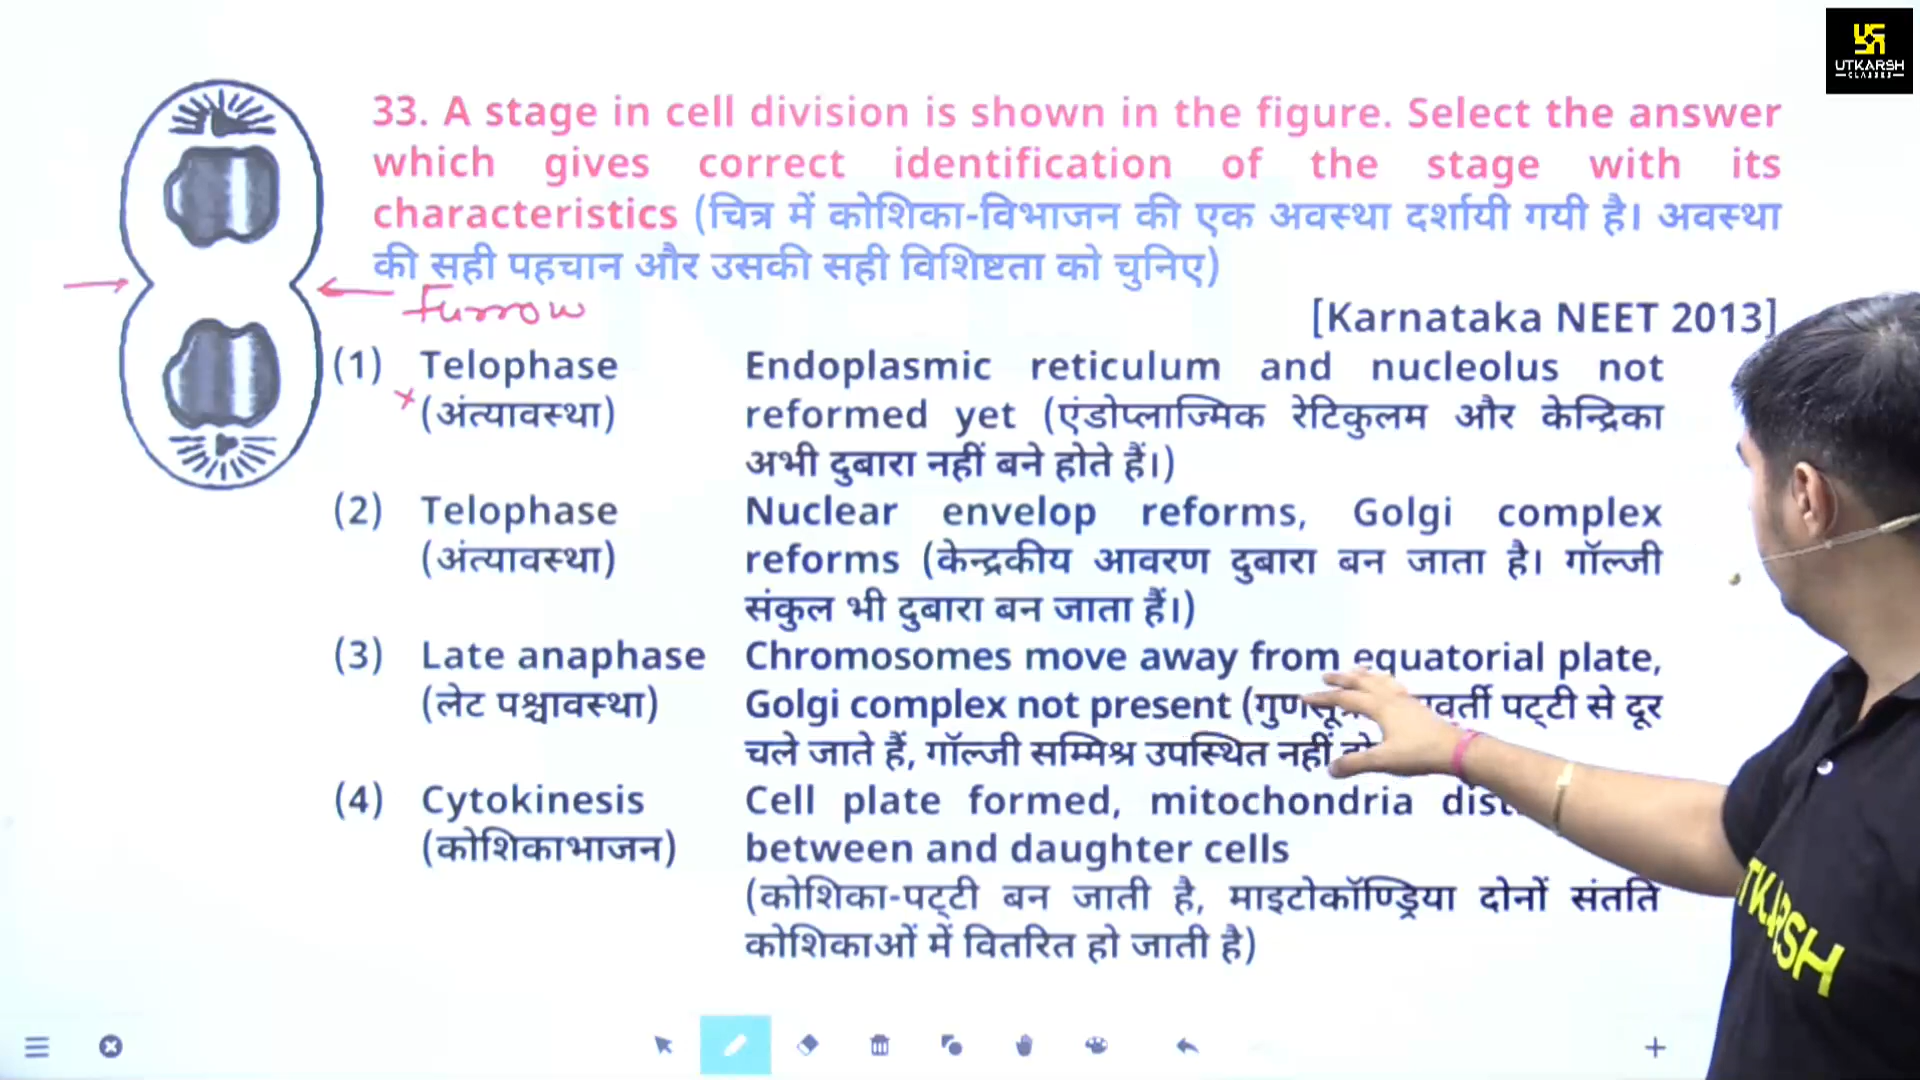 UTKARSH
CLASSES
33. A stage in cell division is shown in the figure. Select the answer
which gives correct identification of the stage with its
characteristics (चित्र में कोशिका-विभाजन की एक अवस्था दर्शायी गयी है। अवस्था
की सही पहचान और उसकी सही विशिष्टता को चुनिए)
Furrow
[Karnataka NEET 2013]
(1) Telophase Endoplasmic reticulum and nucleolus not
(अंत्यावस्था) reformed yet (एंडोप्लाज्मिक रेटिकुलम और केन्द्रिका
अभी दुबारा नहीं बने होते हैं।)
(2) Telophase Nuclear envelop reforms, Golgi complex
(अंत्यावस्था) reforms (केन्द्रकीय आवरण दुबारा बन जाता है। गॉल्जी
संकुल भी दुबारा बन जाता हैं।)
(3) Late anaphase Chromosomes move away from equatorial plate,
(लेट पश्चावस्था) Golgi complex not present पट्टी से दूर
चले जाते हैं, गॉल्जी सम्मिश्र उपस्थित नहीं
(4) Cytokinesis Cell plate formed, mitochondria
(कोशिकाभाजन) between and daughter cells
(कोशिका-पट्टी बन जाती है, माइटोकॉण्ड्रिया दोनों संतति
कोशिकाओं में वितरित हो जाती है)
UTKARSH